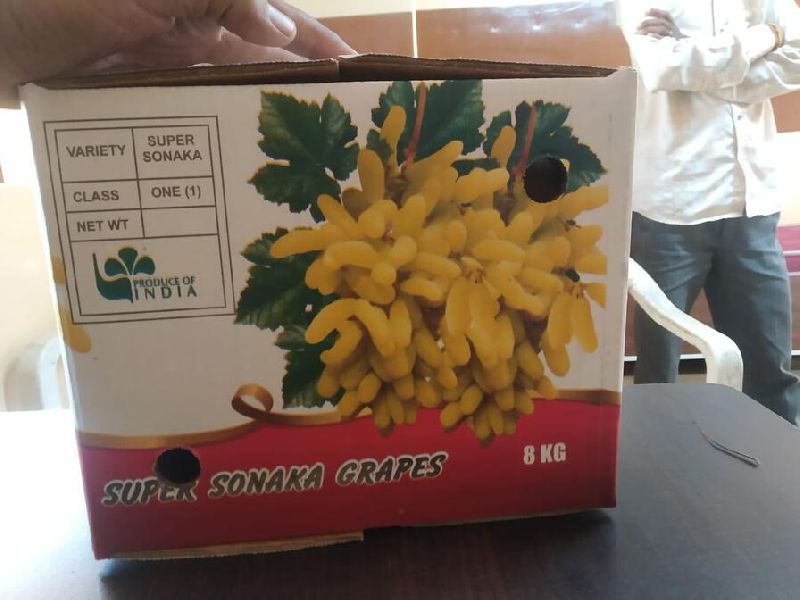 VARIETY
SUPER
SONAKA
CLASS
ONE (1)
NET WT
PRODUCE OF
INDIA
SUPER SONAKA GRAPES
8 KG